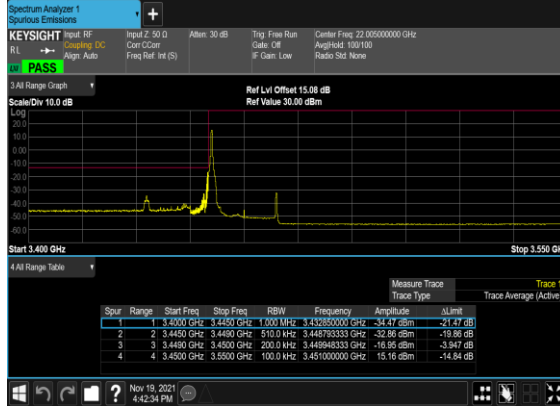 Spectrum Analyzer 1
Spurious Emissions
+
KEYSIGHT Input: RF Input Z: 50 Ω Atten: 30 dB Trig: Free Run Center Freq: 22.005000000 GHz
RL Coupling: DC Corr CCorr Gate: Off Avg|Hold: 100/100
Align: Auto Freq Ref: Int (S) IF Gain: Low Radio Std: None
PASS
3 All Range Graph
Ref Lvl Offset 15.08 dB
Scale/Div 10.0 dB Ref Value 30.00 dBm
Log
20.0
10.0
0.00
-10.0
-20.0
-30.0
-40.0
-50.0
-60.0
Start 3.400 GHz Stop 3.550 GH
4 All Range Table
Measure Trace Trace 1
Trace Type Trace Average (Active
Spur Range Start Freq Stop Freq RBW Frequency Amplitude ΔLimit
1 1 3.4000 GHz 3.4450 GHz 1.000 MHz 3.432850000 GHz -34.47 dBm -21.47 dB
2 2 3.4450 GHz 3.4490 GHz 510.0 kHz 3.448793333 GHz -32.86 dBm -19.86 dB
3 3 3.4490 GHz 3.4500 GHz 200.0 kHz 3.449948333 GHz -16.95 dBm -3.947 dB
4 4 3.4500 GHz 3.5500 GHz 100.0 kHz 3.451000000 GHz 15.16 dBm -14.84 dB
? Nov 19, 2021
4:42:34 PM